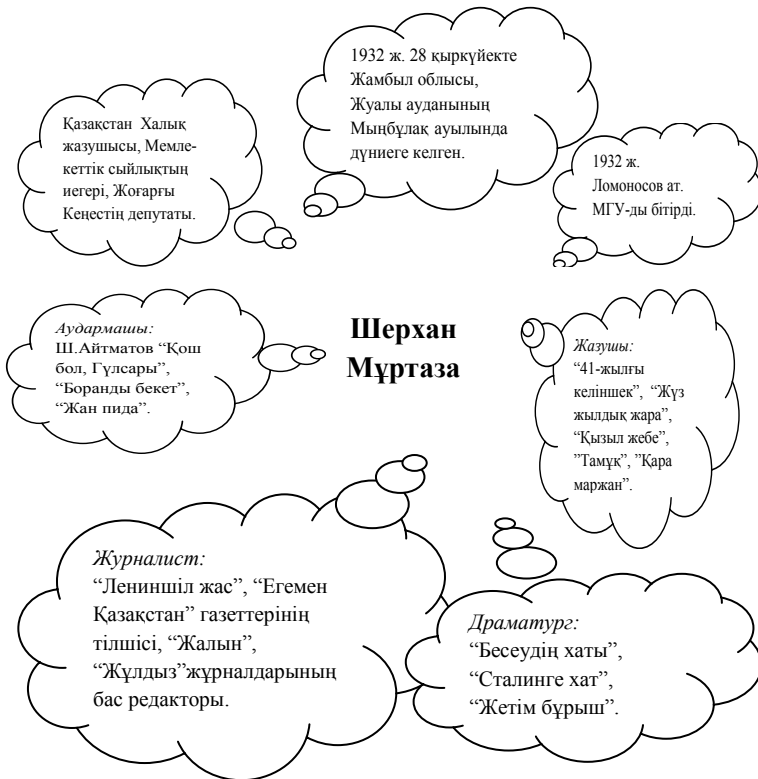 1932 ж. 28 қыркүйекте
Жамбыл облысы,
Жуалы ауданының
Мыңбұлақ ауылында
дүниеге келген.
Қазақстан Халық
жазушысы, Мемле-
кеттік сыйлықтың
иегері, Жоғарғы
Кеңестің депутаты.
1932 ж.
Ломоносов ат.
МГУ-ды бітірді.
Аудармашы:
Ш.Айтматов “Қош
бол, Гүлсары”,
“Боранды бекет”,
“Жан пида”.
Шерхан
Мұртаза
Жазушы:
“41-жылғы
келіншек”, “Жүз
жылдық жара”,
“Қызыл жебе”,
”Тамұқ”, ”Қара
маржан”.
Журналист:
“Лениншіл жас”, “Егемен
Қазақстан” газеттерінің
тілшісі, “Жалын”,
“Жұлдыз”журналдарының
бас редакторы.
Драматург:
“Бесеудің хаты”,
“Сталинге хат”,
“Жетім бұрыш”.